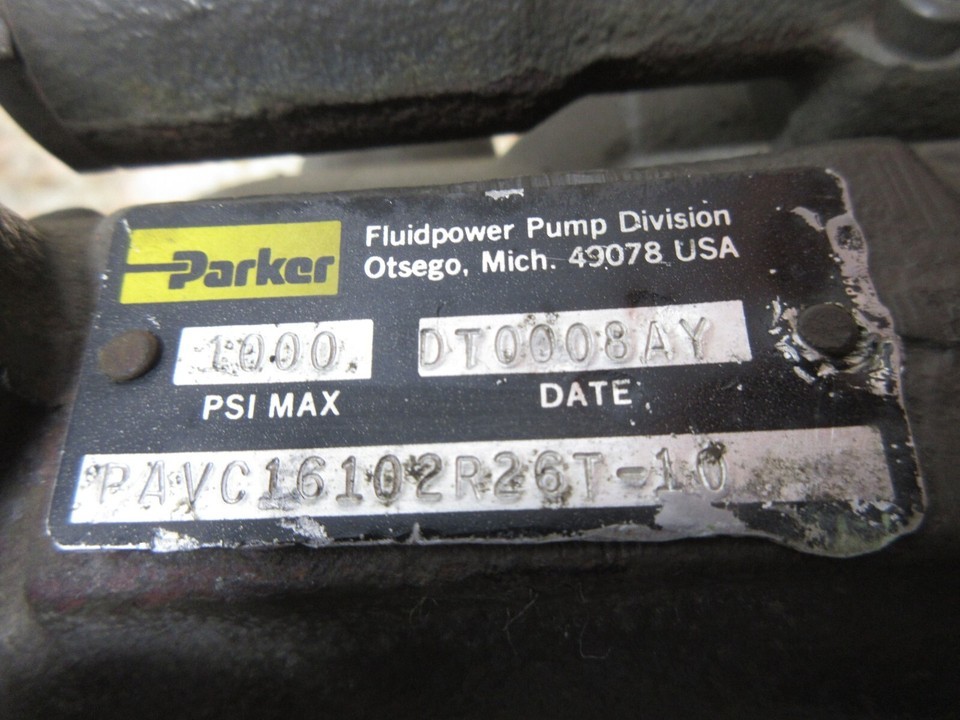 Parker
Fluidpower Pump Division
Otsego, Mich. 49078 USA
1000
DT0008AY
PSI MAX
DATE
PAVC16102R26T-10